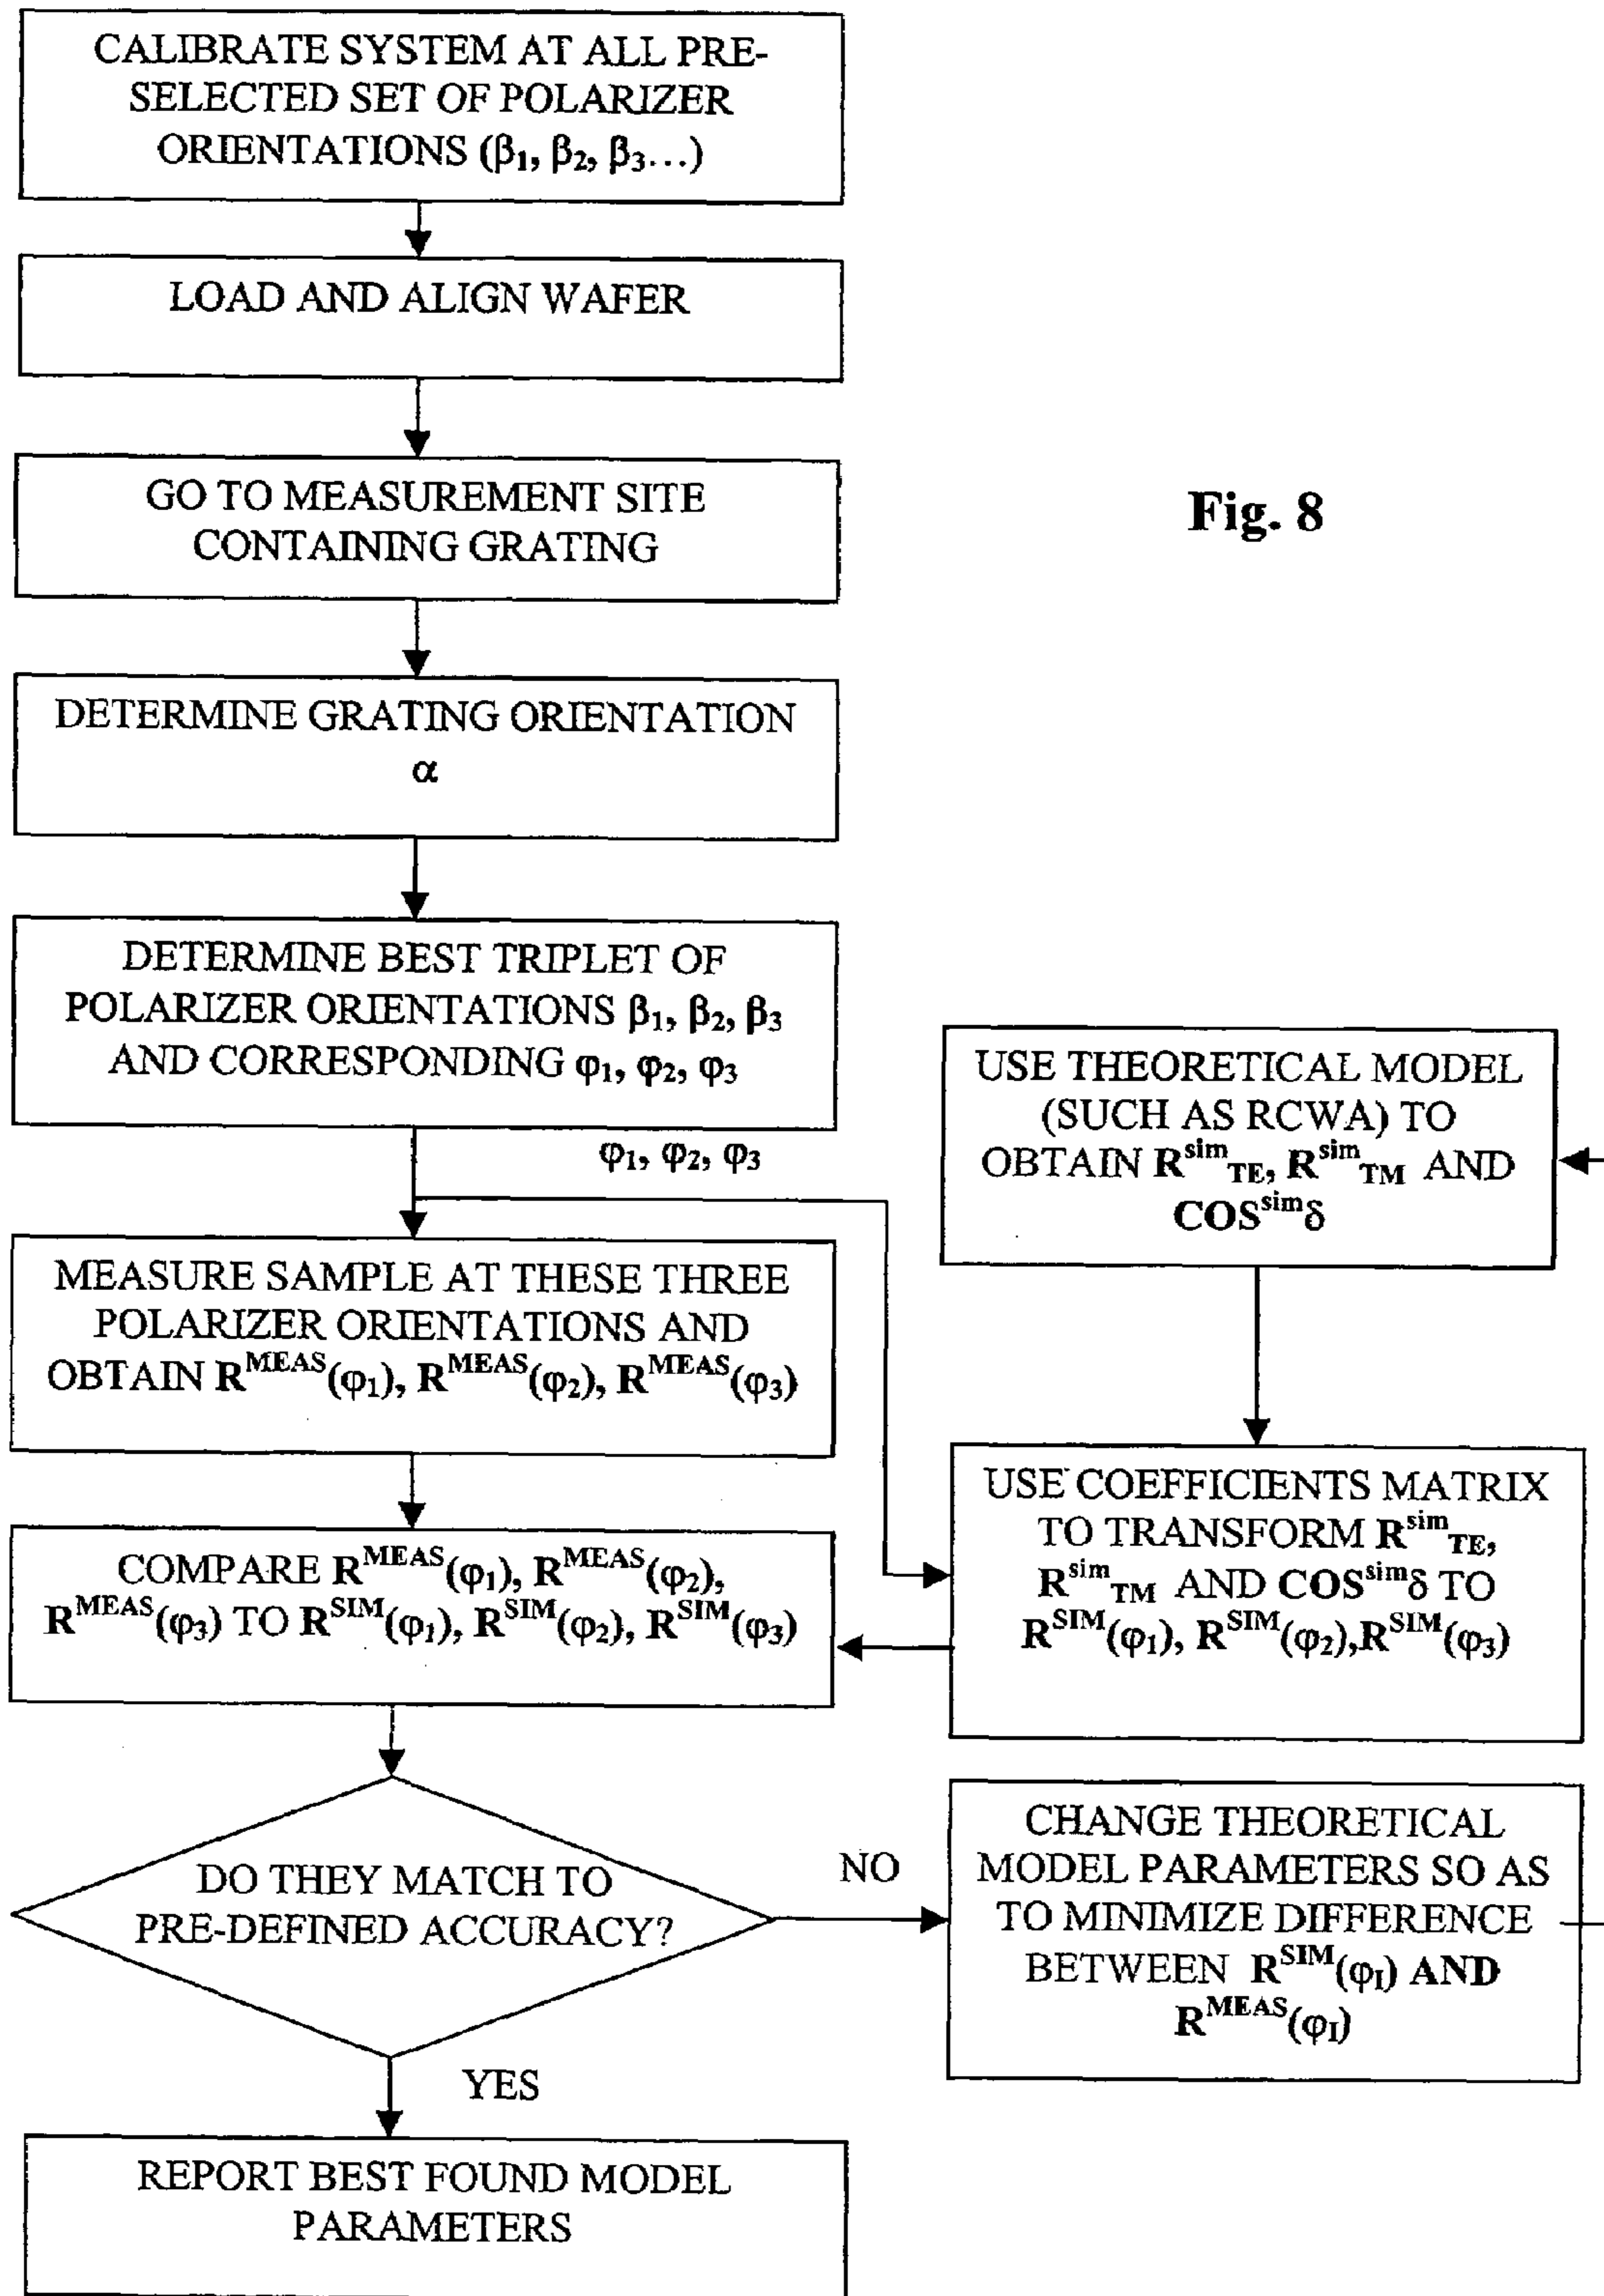 CALIBRATE SYSTEM AT ALL PRE-
SELECTED SET OF POLARIZER
ORIENTATIONS (β₁, β₂, β₃…)
LOAD AND ALIGN WAFER
GO TO MEASUREMENT SITE
CONTAINING GRATING
Fig. 8
DETERMINE GRATING ORIENTATION
α
DETERMINE BEST TRIPLET OF
POLARIZER ORIENTATIONS β₁, β₂, β₃
AND CORRESPONDING φ₁, φ₂, φ₃
φ₁, φ₂, φ₃
USE THEORETICAL MODEL
(SUCH AS RCWA) TO
OBTAIN R^sim_TE, R^sim_TM AND
COS^simδ
MEASURE SAMPLE AT THESE THREE
POLARIZER ORIENTATIONS AND
OBTAIN R^MEAS(φ₁), R^MEAS(φ₂), R^MEAS(φ₃)
USE COEFFICIENTS MATRIX
TO TRANSFORM R^sim_TE,
R^sim_TM AND COS^simδ TO
R^SIM(φ₁), R^SIM(φ₂),R^SIM(φ₃)
COMPARE R^MEAS(φ₁), R^MEAS(φ₂),
R^MEAS(φ₃) TO R^SIM(φ₁), R^SIM(φ₂), R^SIM(φ₃)
DO THEY MATCH TO
PRE-DEFINED ACCURACY?
NO
CHANGE THEORETICAL
MODEL PARAMETERS SO AS
TO MINIMIZE DIFFERENCE
BETWEEN R^SIM(φ_I) AND
R^MEAS(φ_I)
YES
REPORT BEST FOUND MODEL
PARAMETERS